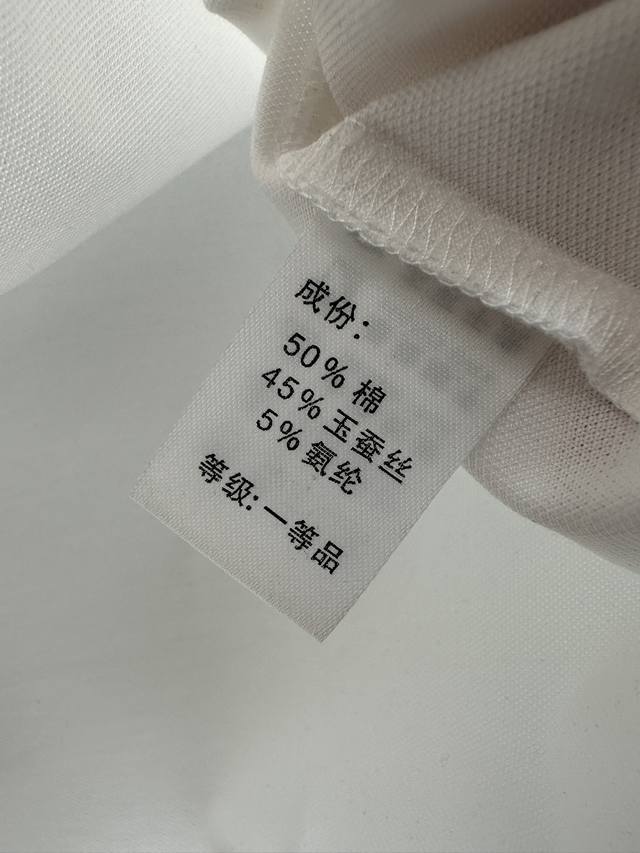 成份：
50% 棉
45% 玉蚕丝
5% 氨纶
等级：一等品